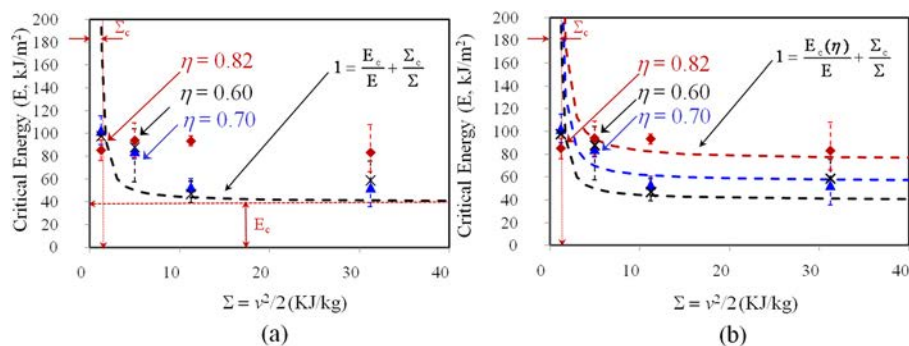 (a)
200
180
160
140
120
100
80
60
40
20
0
Critical Energy (E, kJ/m²)
Σc
η = 0.82
η = 0.60
η = 0.70
1 = Ec/E + Σc/Σ
Ec
0 10 20 30 40
Σ = v²/2 (KJ/kg)
(a)
(b)
200
180
160
140
120
100
80
60
40
20
0
Critical Energy (E, kJ/m²)
Σc
η = 0.82
η = 0.60
η = 0.70
1 = Ec(η)/E + Σc/Σ
0 10 20 30 40
Σ = v²/2 (KJ/kg)
(b)